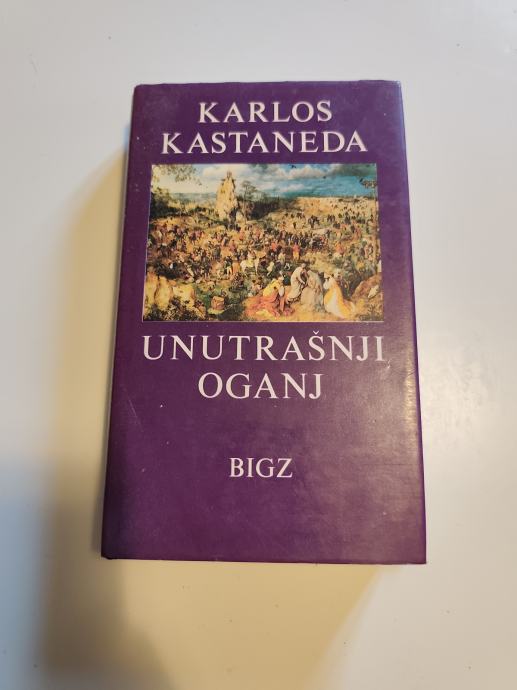 KARLOS
KASTANEDA
UNUTRAŠNJI
OGANJ
BIGZ